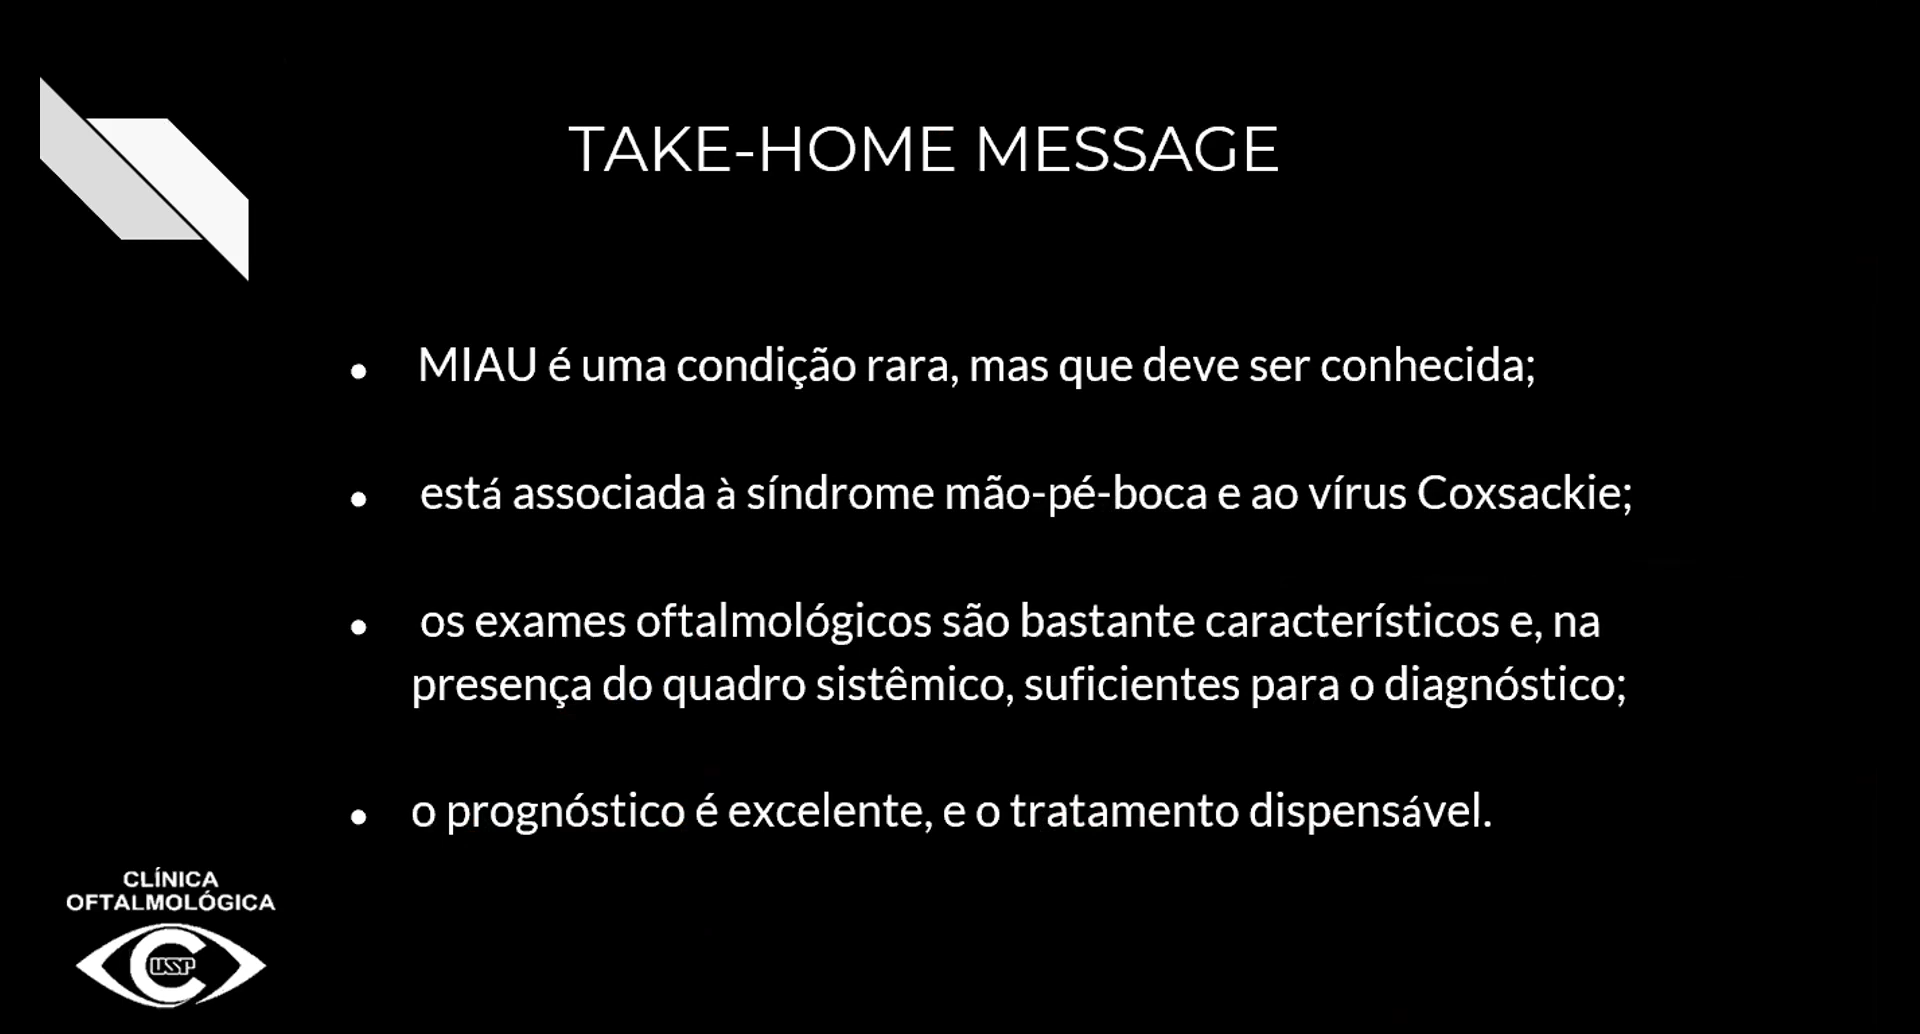 TAKE-HOME MESSAGE
● MIAU é uma condição rara, mas que deve ser conhecida;
● está associada à síndrome mão-pé-boca e ao vírus Coxsackie;
● os exames oftalmológicos são bastante característicos e, na
presença do quadro sistêmico, suficientes para o diagnóstico;
● o prognóstico é excelente, e o tratamento dispensável.
CLÍNICA
OFTALMOLÓGICA
USP